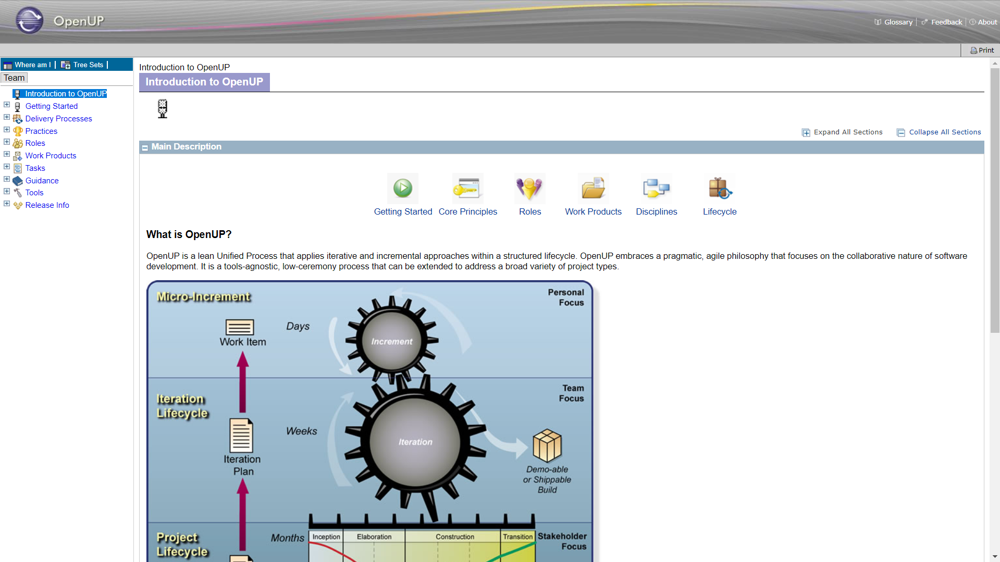 OpenUP
Glossary
Feedback
About
Print
Where am I
Tree Sets
Team
Introduction to OpenUP
Getting Started
Delivery Processes
Practices
Roles
Work Products
Tasks
Guidance
Tools
Release Info
Introduction to OpenUP
Introduction to OpenUP
Expand All Sections
Collapse All Sections
Main Description
Getting Started
Core Principles
Roles
Work Products
Disciplines
Lifecycle
What is OpenUP?
OpenUP is a lean Unified Process that applies iterative and incremental approaches within a structured lifecycle. OpenUP embraces a pragmatic, agile philosophy that focuses on the collaborative nature of software
development. It is a tools-agnostic, low-ceremony process that can be extended to address a broad variety of project types.
Micro-Increment
Personal
Focus
Work Item
Days
Increment
Iteration
Lifecycle
Team
Focus
Weeks
Iteration
Iteration
Plan
Demo-able
or Shippable
Build
Project
Lifecycle
Months
Inception
Elaboration
Construction
Transition
Stakeholder
Focus